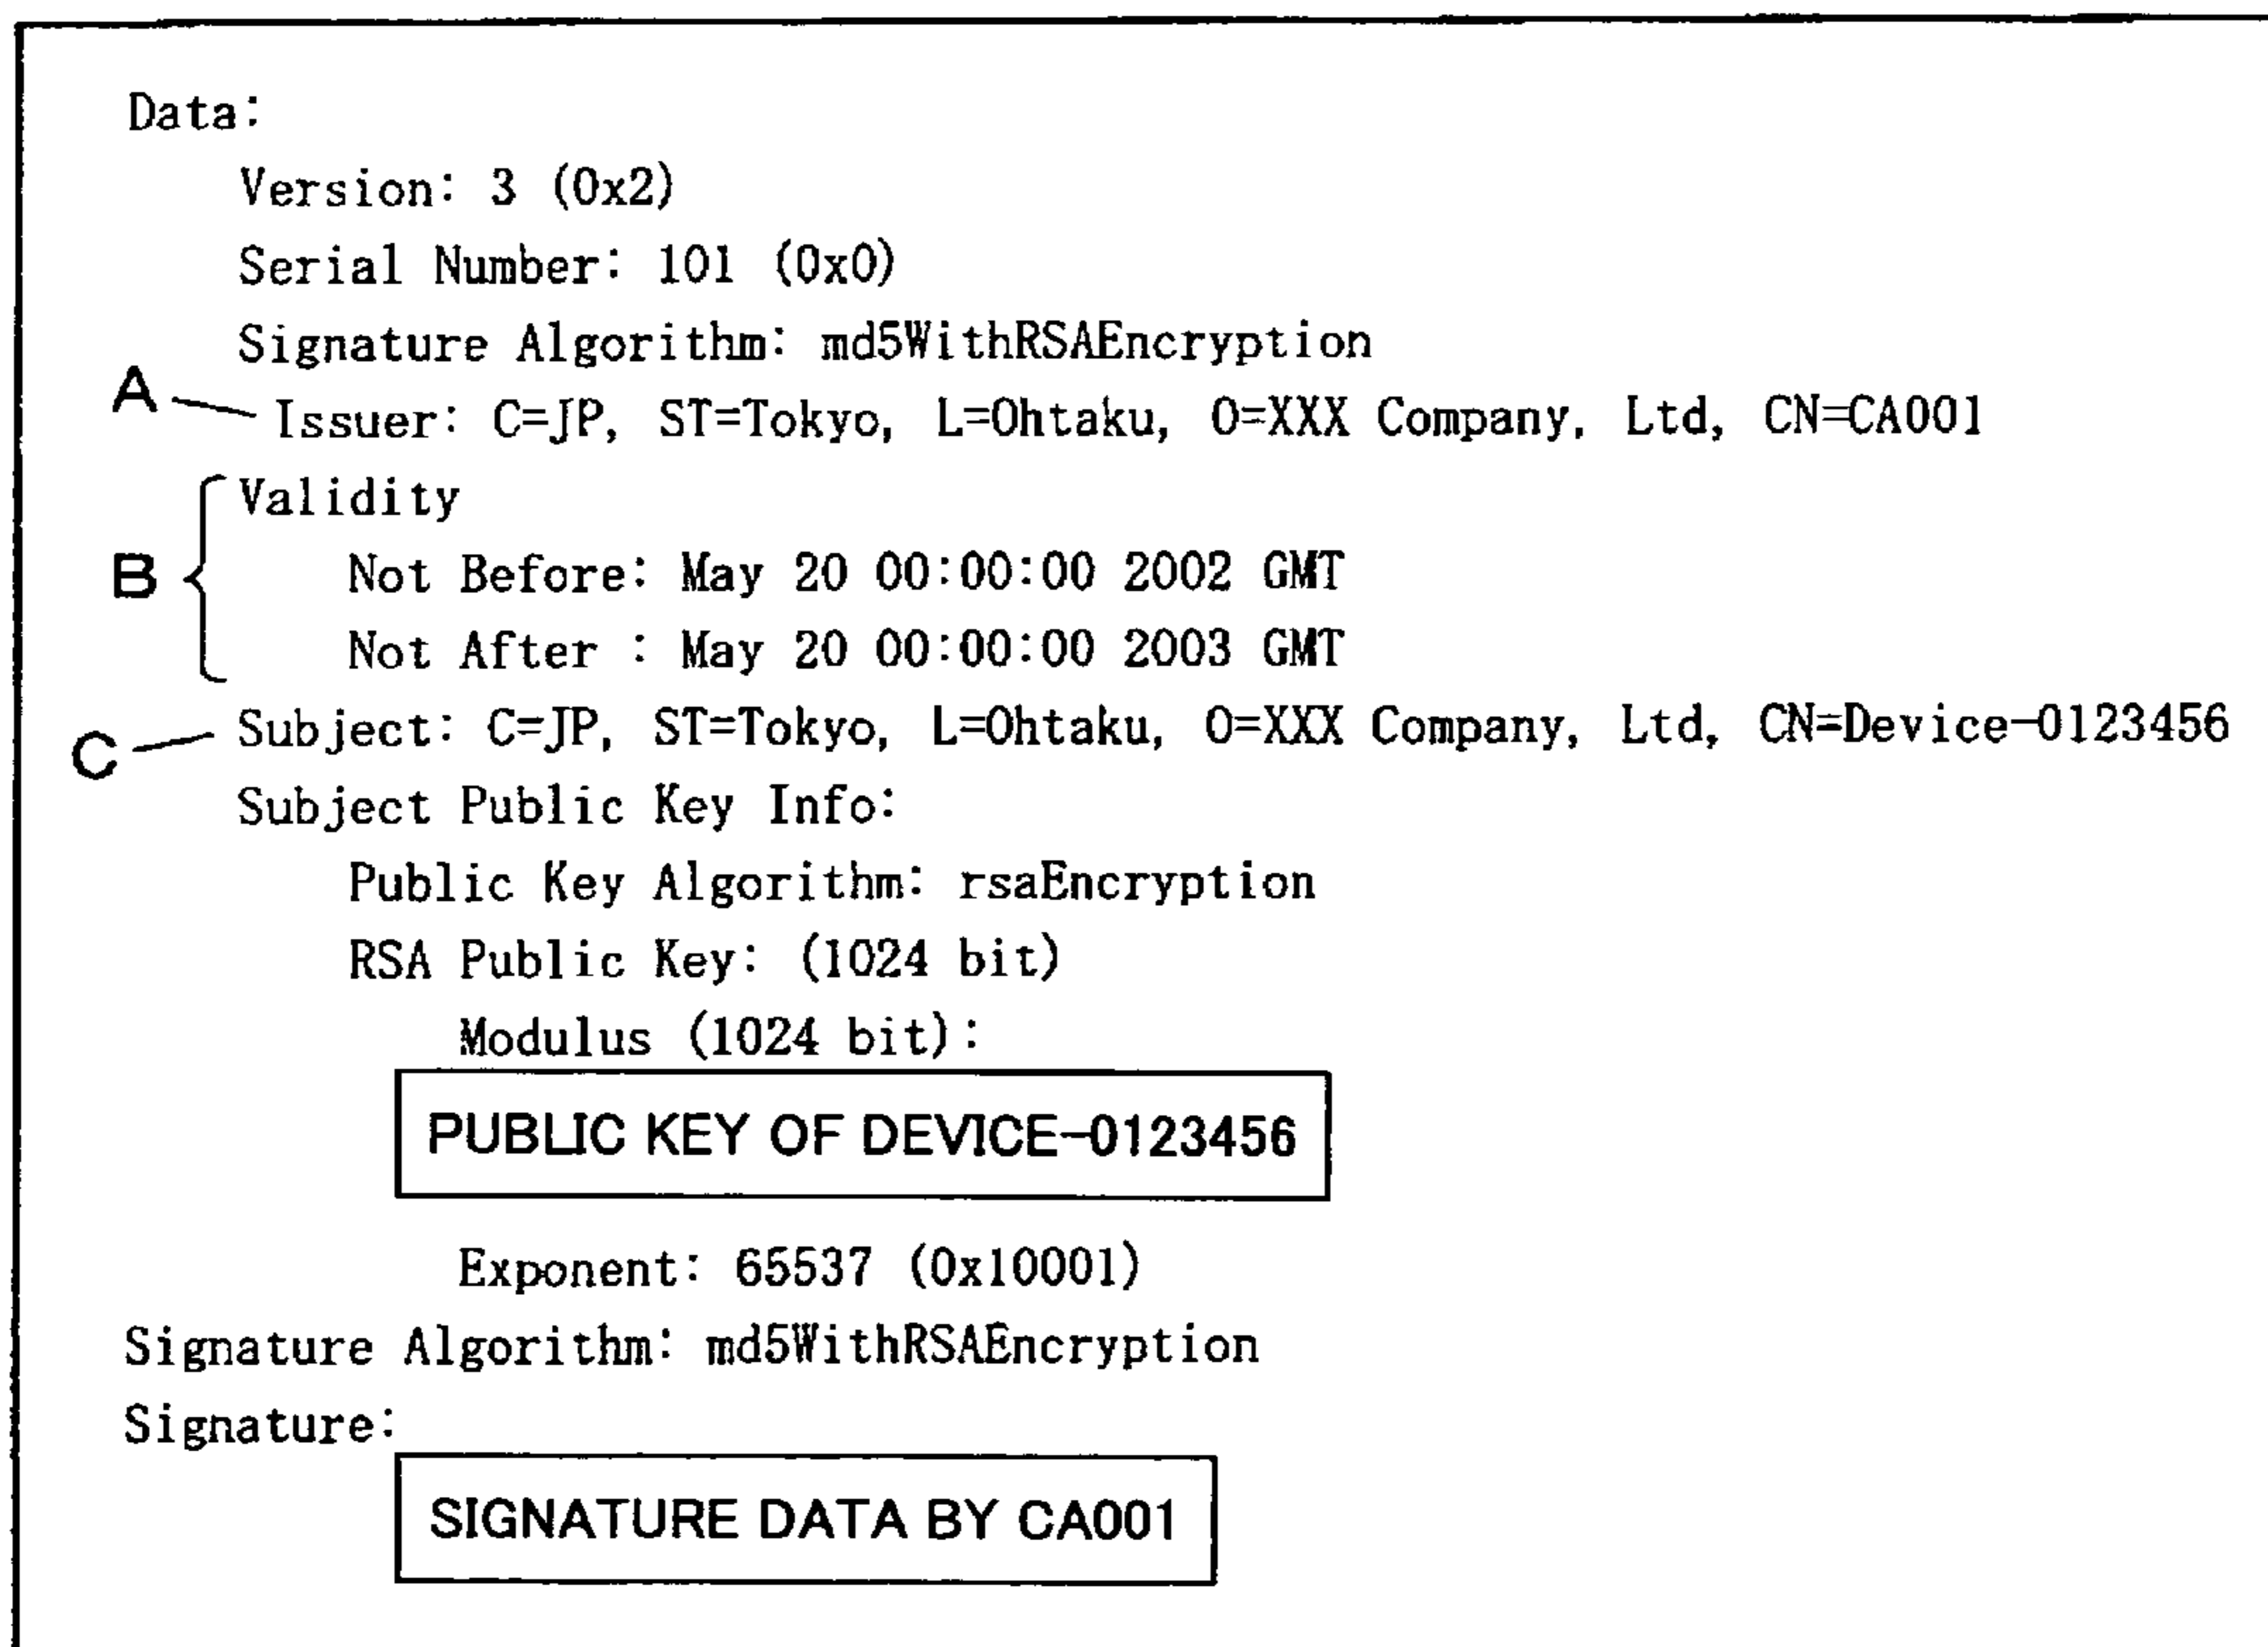 Data:
Version: 3 (0x2)
Serial Number: 101 (0x0)
Signature Algorithm: md5WithRSAEncryption
A Issuer: C=JP, ST=Tokyo, L=Ohtaku, O=XXX Company, Ltd, CN=CA001
Validity
B Not Before: May 20 00:00:00 2002 GMT
Not After : May 20 00:00:00 2003 GMT
C Subject: C=JP, ST=Tokyo, L=Ohtaku, O=XXX Company, Ltd, CN=Device-0123456
Subject Public Key Info:
Public Key Algorithm: rsaEncryption
RSA Public Key: (1024 bit)
Modulus (1024 bit):
PUBLIC KEY OF DEVICE-0123456
Exponent: 65537 (0x10001)
Signature Algorithm: md5WithRSAEncryption
Signature:
SIGNATURE DATA BY CA001